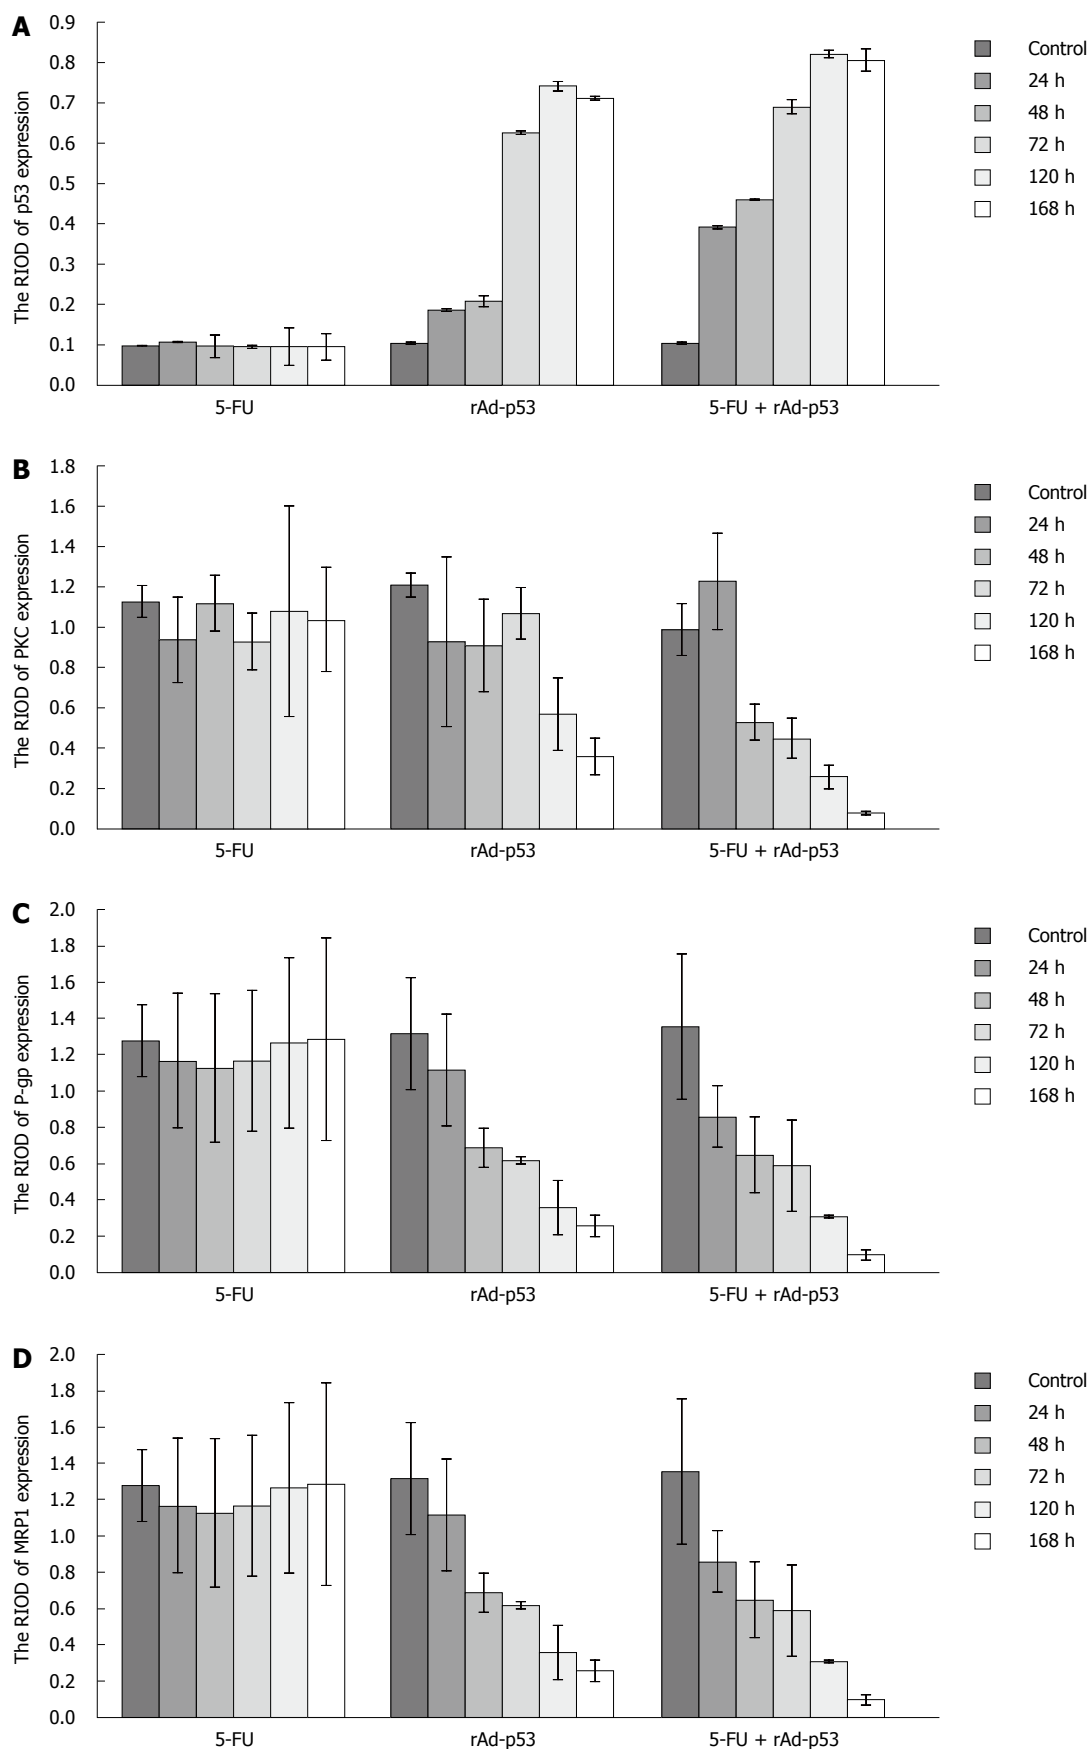 A
The RIOD of p53 expression
0.9
0.8
0.7
0.6
0.5
0.4
0.3
0.2
0.1
0.0
5-FU
rAd-p53
5-FU + rAd-p53
Control
24 h
48 h
72 h
120 h
168 h
B
The RIOD of PKC expression
1.8
1.6
1.4
1.2
1.0
0.8
0.6
0.4
0.2
0.0
5-FU
rAd-p53
5-FU + rAd-p53
Control
24 h
48 h
72 h
120 h
168 h
C
The RIOD of P-gp expression
2.0
1.8
1.6
1.4
1.2
1.0
0.8
0.6
0.4
0.2
0.0
5-FU
rAd-p53
5-FU + rAd-p53
Control
24 h
48 h
72 h
120 h
168 h
D
The RIOD of MRP1 expression
2.0
1.8
1.6
1.4
1.2
1.0
0.8
0.6
0.4
0.2
0.0
5-FU
rAd-p53
5-FU + rAd-p53
Control
24 h
48 h
72 h
120 h
168 h